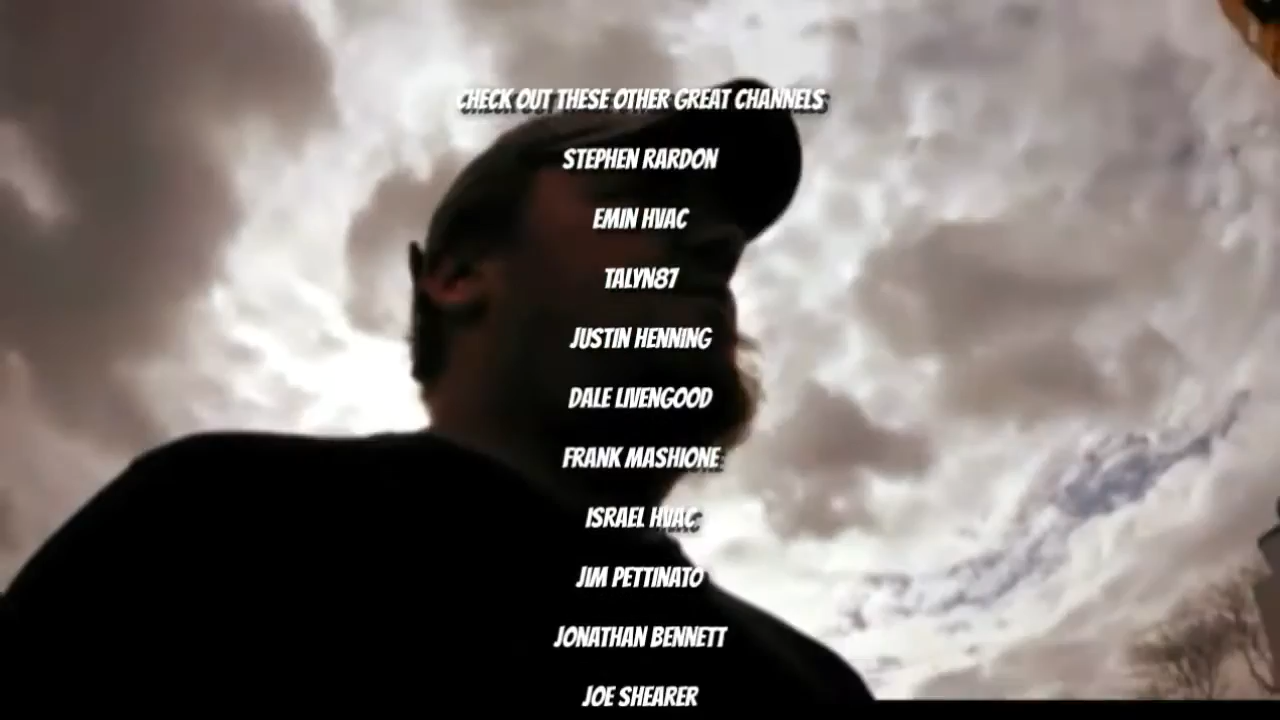 CHECK OUT THESE OTHER GREAT CHANNELS
STEPHEN RARDON
EMIN HVAC
TALYN87
JUSTIN HENNING
DALE LIVENGOOD
FRANK MASHIONE
ISRAEL HVAC
JIM PETTINATO
JONATHAN BENNETT
JOE SHEARER